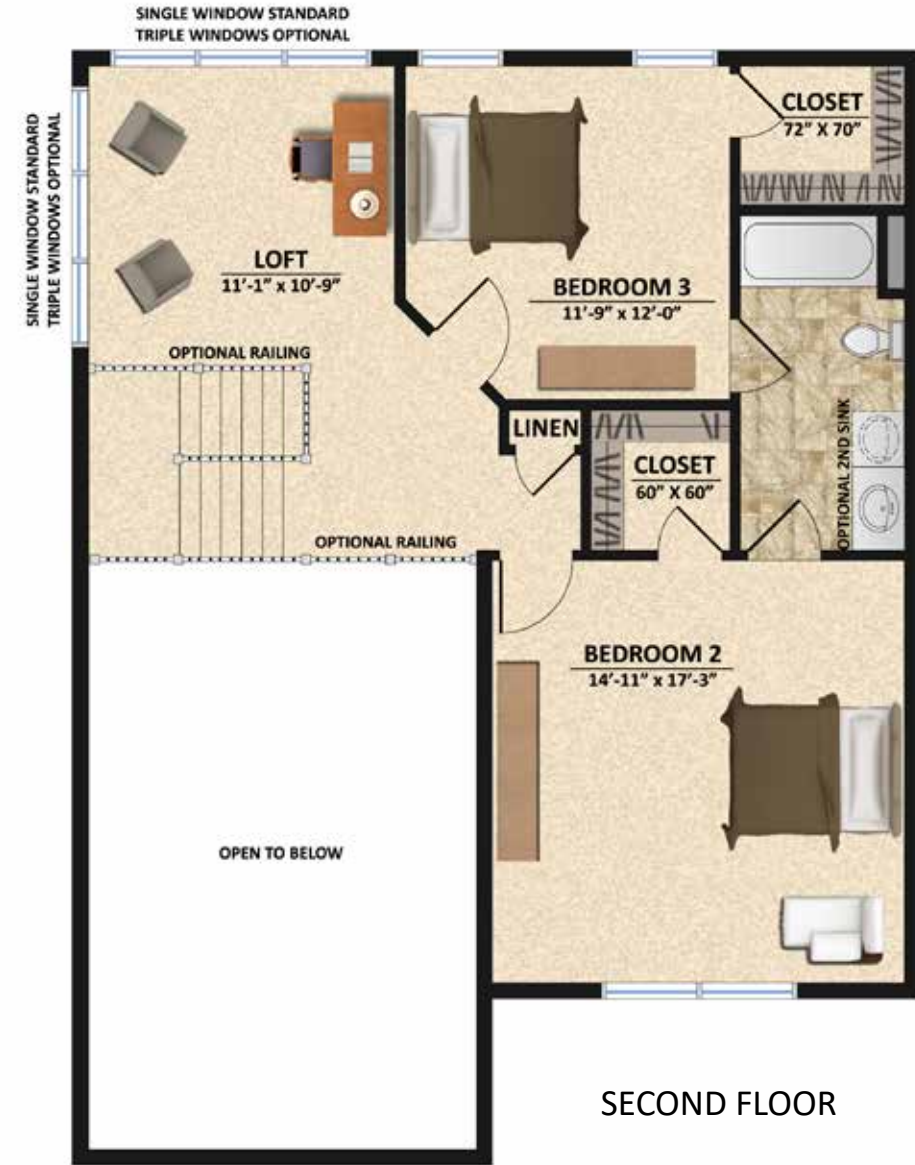 SINGLE WINDOW STANDARD
TRIPLE WINDOWS OPTIONAL
SINGLE WINDOW STANDARD
TRIPLE WINDOWS OPTIONAL
CLOSET
72” X 70”
LOFT
11’-1” x 10’-9”
BEDROOM 3
11’-9” x 12’-0”
OPTIONAL RAILING
LINEN
CLOSET
60” X 60”
OPTIONAL 2ND SINK
OPTIONAL RAILING
BEDROOM 2
14’-11” x 17’-3”
OPEN TO BELOW
SECOND FLOOR